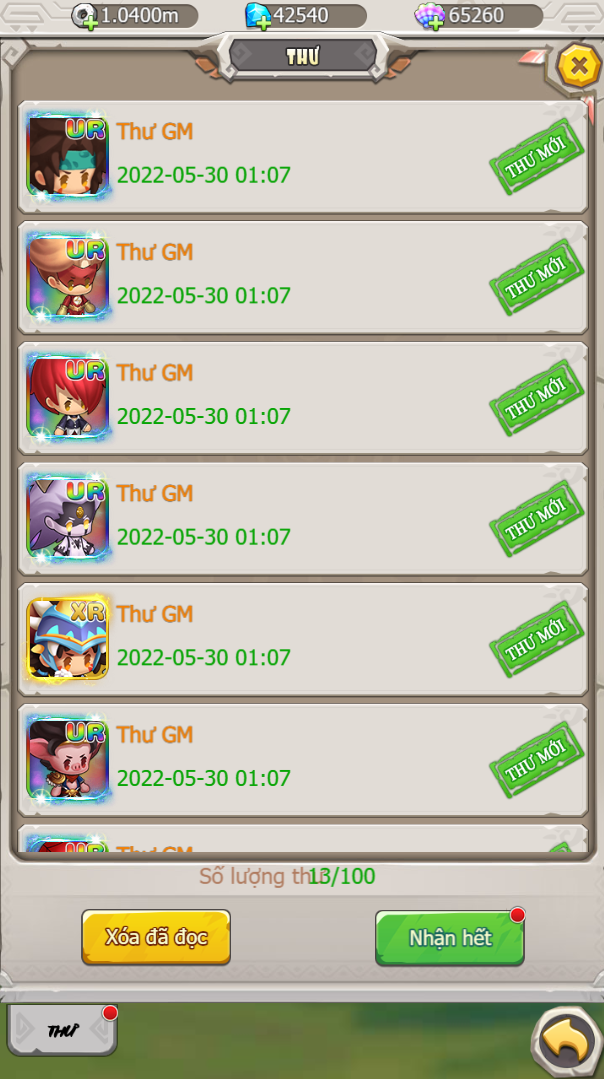 1.0400m 42540 65260
THƯ
UR Thư GM
2022-05-30 01:07
THƯ MỚI
UR Thư GM
2022-05-30 01:07
THƯ MỚI
UR Thư GM
2022-05-30 01:07
THƯ MỚI
UR Thư GM
2022-05-30 01:07
THƯ MỚI
XR Thư GM
2022-05-30 01:07
THƯ MỚI
UR Thư GM
2022-05-30 01:07
THƯ MỚI
UR Thư GM
Số lượng thư: 13/100
Xóa đã đọc
Nhận hết
THƯ